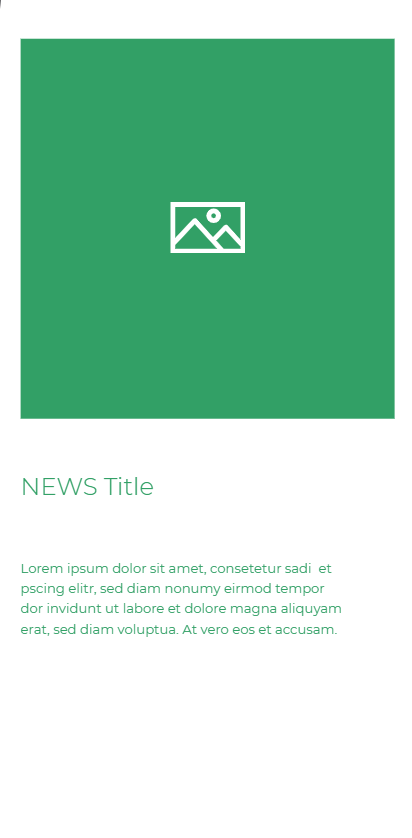 NEWS Title
Lorem ipsum dolor sit amet, consetetur sadi  et
pscing elitr, sed diam nonumy eirmod tempor
dor invidunt ut labore et dolore magna aliquyam
erat, sed diam voluptua. At vero eos et accusam.